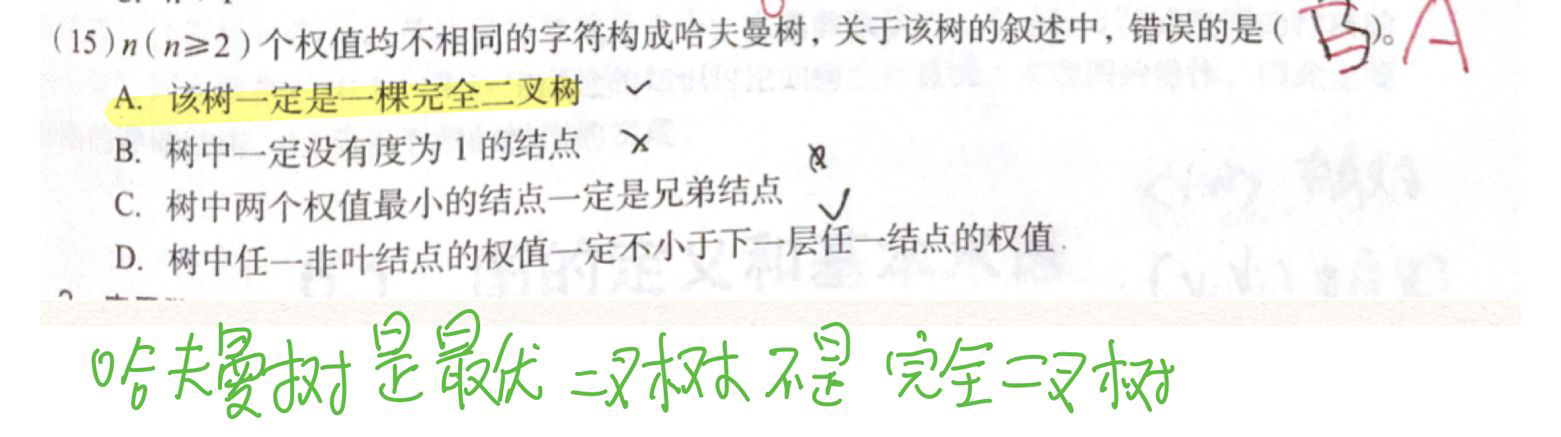 (15) n(n≥2)个权值均不相同的字符构成哈夫曼树，关于该树的叙述中，错误的是( B )。 A
A. 该树一定是一棵完全二叉树 ✓
B. 树中一定没有度为 1 的结点 ×
C. 树中两个权值最小的结点一定是兄弟结点 ✓
D. 树中任一非叶结点的权值一定不小于下一层任一结点的权值.
哈夫曼树是最优二叉树不是完全二叉树